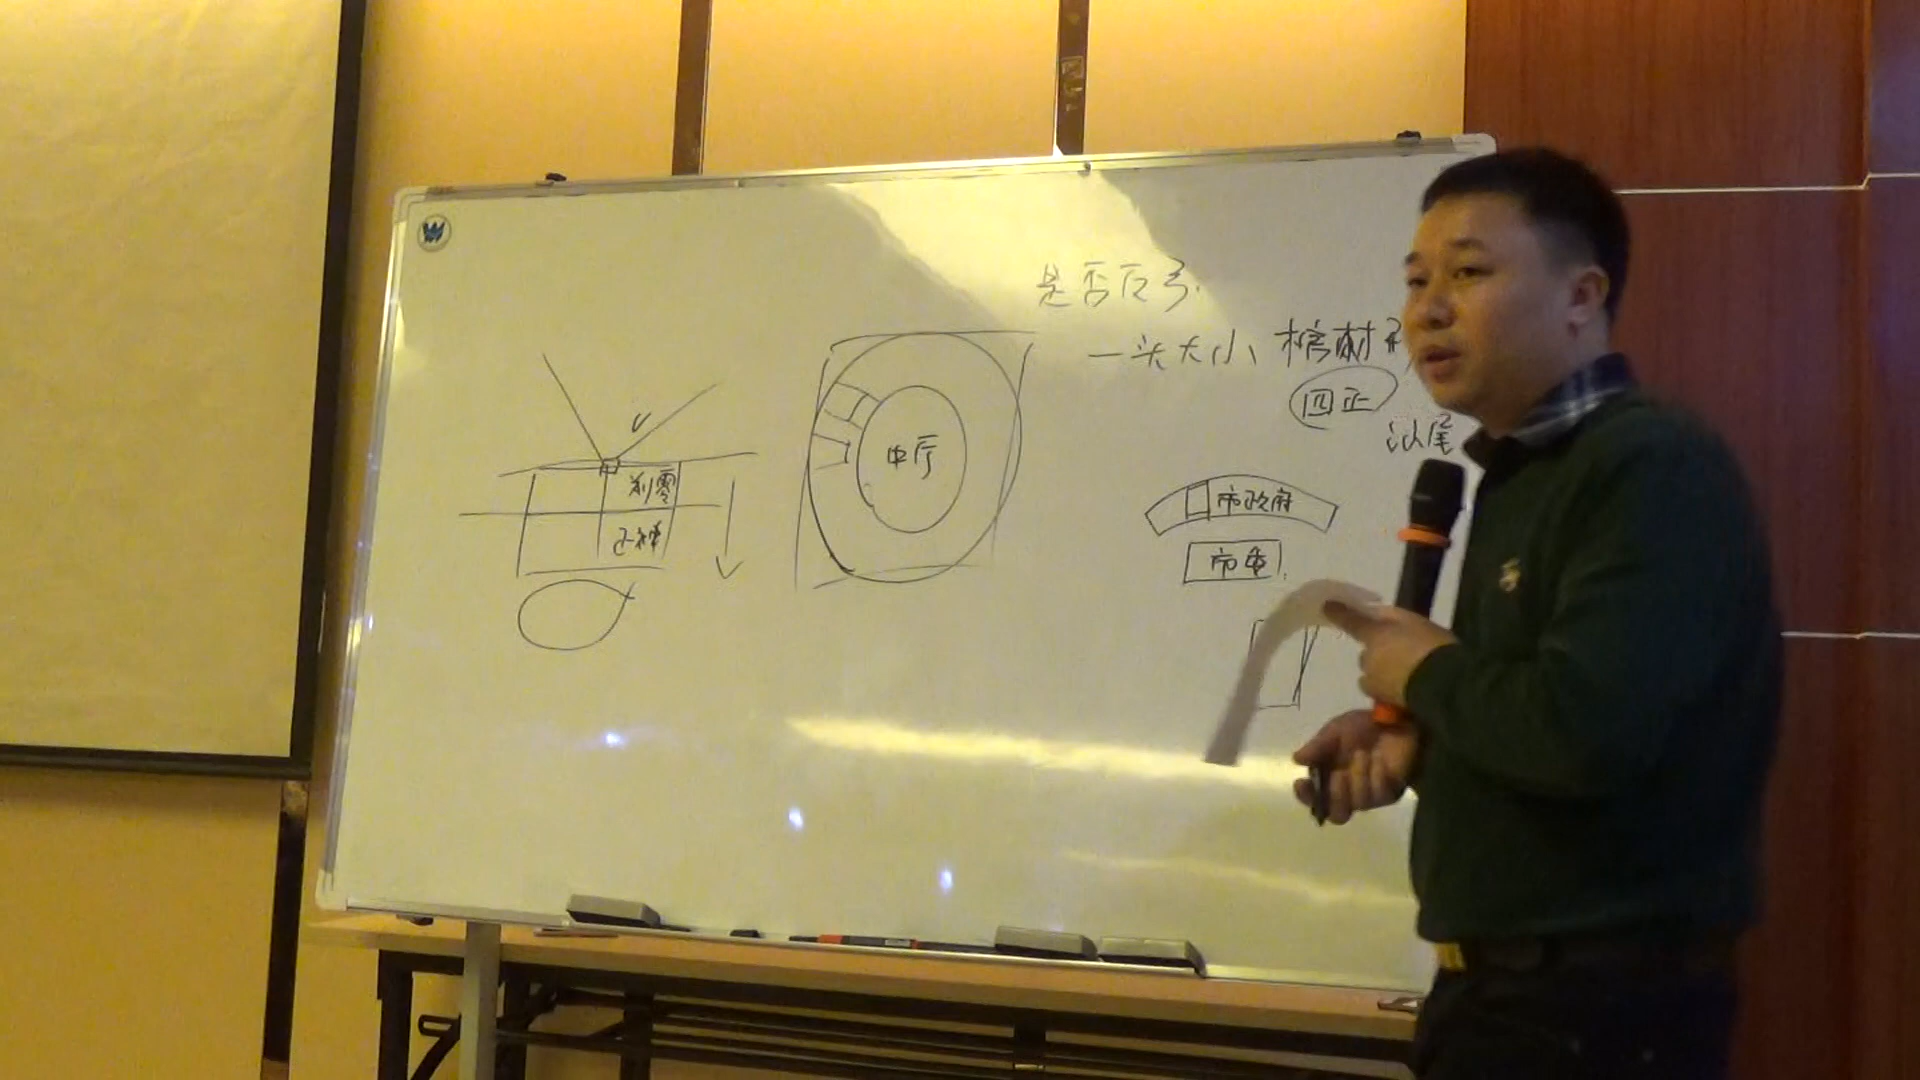 是否反弓
一头大小 棺材形
四正
汕尾
中厅
市政府
市委
零
正神